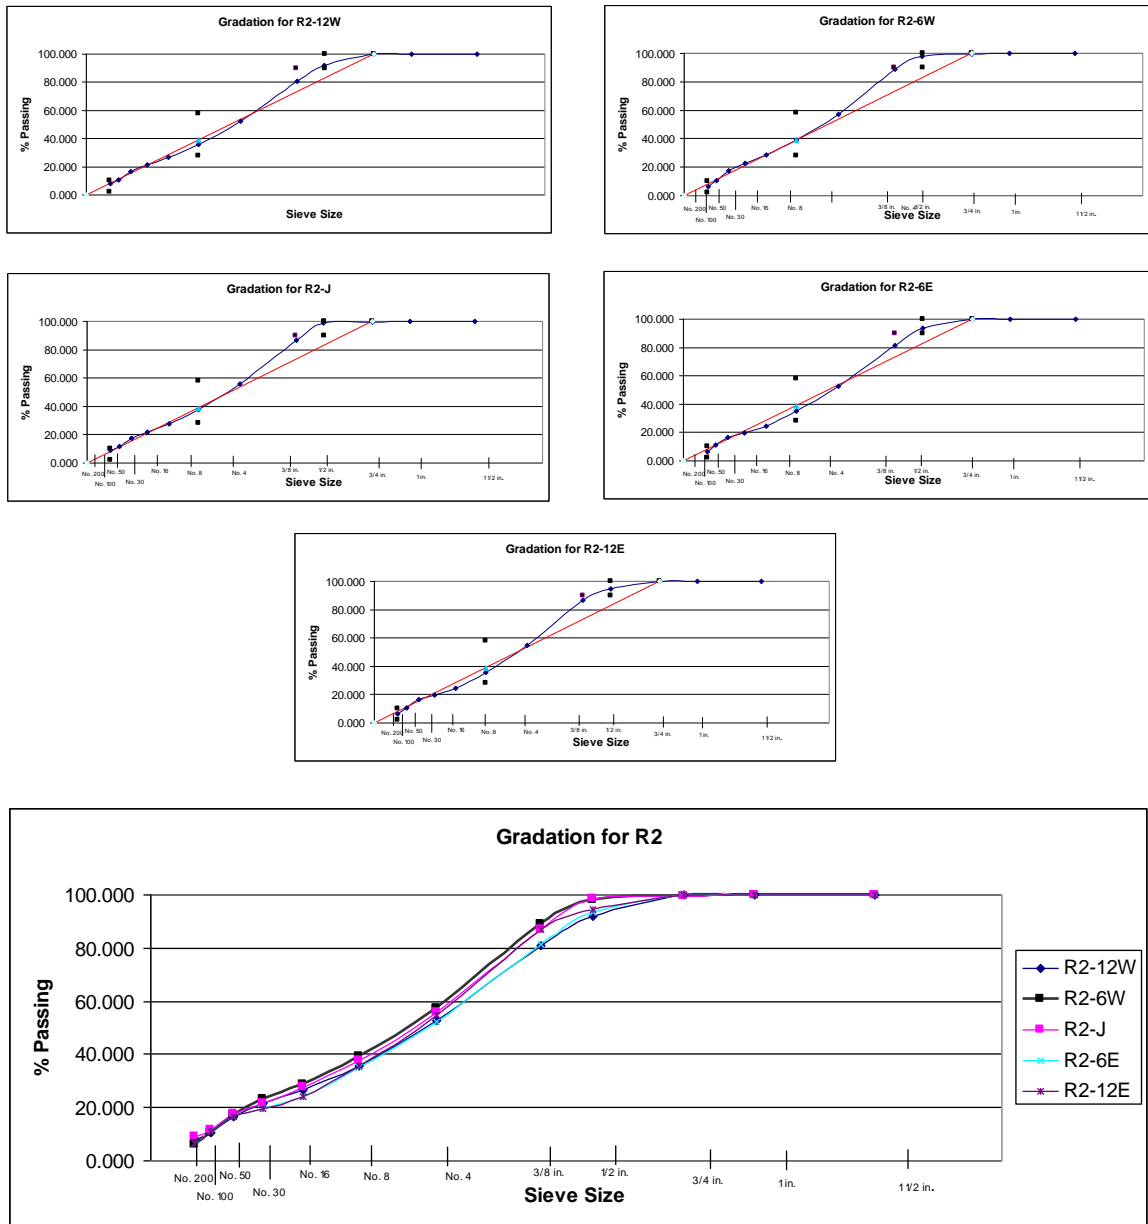 Gradation for R2-12W
100.000
80.000
60.000
40.000
20.000
0.000
% Passing
Sieve Size
Gradation for R2-6W
100.000
80.000
60.000
40.000
20.000
0.000
% Passing
No. 200
No. 100
No. 50
No. 30
No. 16
No. 8
3/8 in.
No. 4
1/2 in.
3/4 in.
1 in.
1 1/2 in.
Sieve Size
Gradation for R2-J
100.000
80.000
60.000
40.000
20.000
0.000
% Passing
No. 200
No. 100
No. 50
No. 30
No. 16
No. 8
No. 4
3/8 in.
1/2 in.
3/4 in.
1 in.
1 1/2 in.
Sieve Size
Gradation for R2-6E
100.000
80.000
60.000
40.000
20.000
0.000
% Passing
No. 200
No. 100
No. 50
No. 30
No. 16
No. 8
No. 4
3/8 in.
1/2 in.
3/4 in.
1 in.
1 1/2 in.
Sieve Size
Gradation for R2-12E
100.000
80.000
60.000
40.000
20.000
0.000
% Passing
No. 200
No. 100
No. 50
No. 30
No. 16
No. 8
No. 4
3/8 in.
1/2 in.
3/4 in.
1 in.
1 1/2 in.
Sieve Size
Gradation for R2
100.000
80.000
60.000
40.000
20.000
0.000
% Passing
No. 200
No. 100
No. 50
No. 30
No. 16
No. 8
No. 4
3/8 in.
1/2 in.
3/4 in.
1 in.
1 1/2 in.
Sieve Size
R2-12W
R2-6W
R2-J
R2-6E
R2-12E